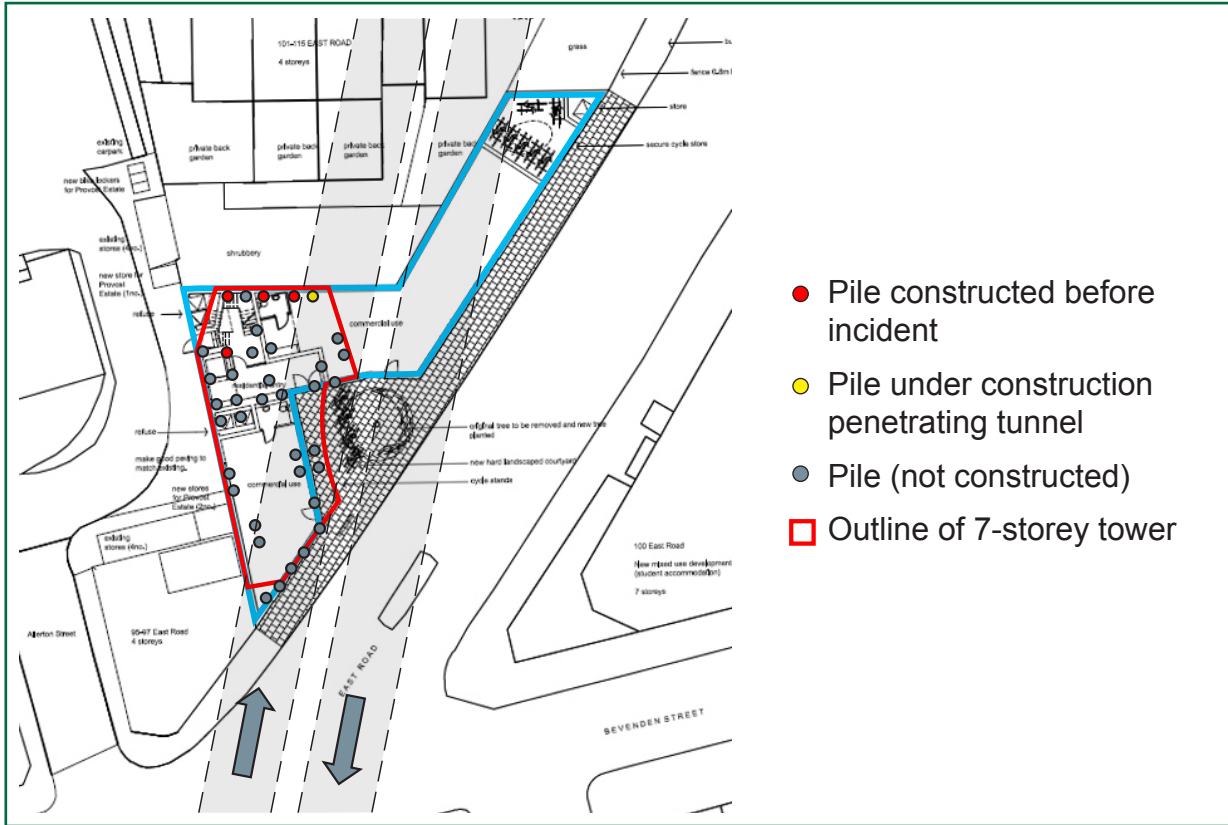 101-115 EAST ROAD
4 storeys
grass
fence 6.8m
store
secure cycle store
existing
carpark
private back
garden
private back
garden
private back
garden
private back
garden
new bike lockers
for Provost Estate
existing
stores (4no.)
shrubbery
new store for
Provost
Estate (1no.)
refuse
commercial use
residential entry
refuse
original tree to be removed and new tree
planted
make good paving to
match existing.
new hard landscaped courtyard
commercial use
cycle stands
new stores
for Provost
Estate (2no.)
existing
stores (4no.)
100 East Road
New mixed use development
(student accommodation)
7 storeys
Allerton Street
95-97 East Road
4 storeys
EAST ROAD
BEVENDEN STREET
Pile constructed before
incident
Pile under construction
penetrating tunnel
Pile (not constructed)
Outline of 7-storey tower